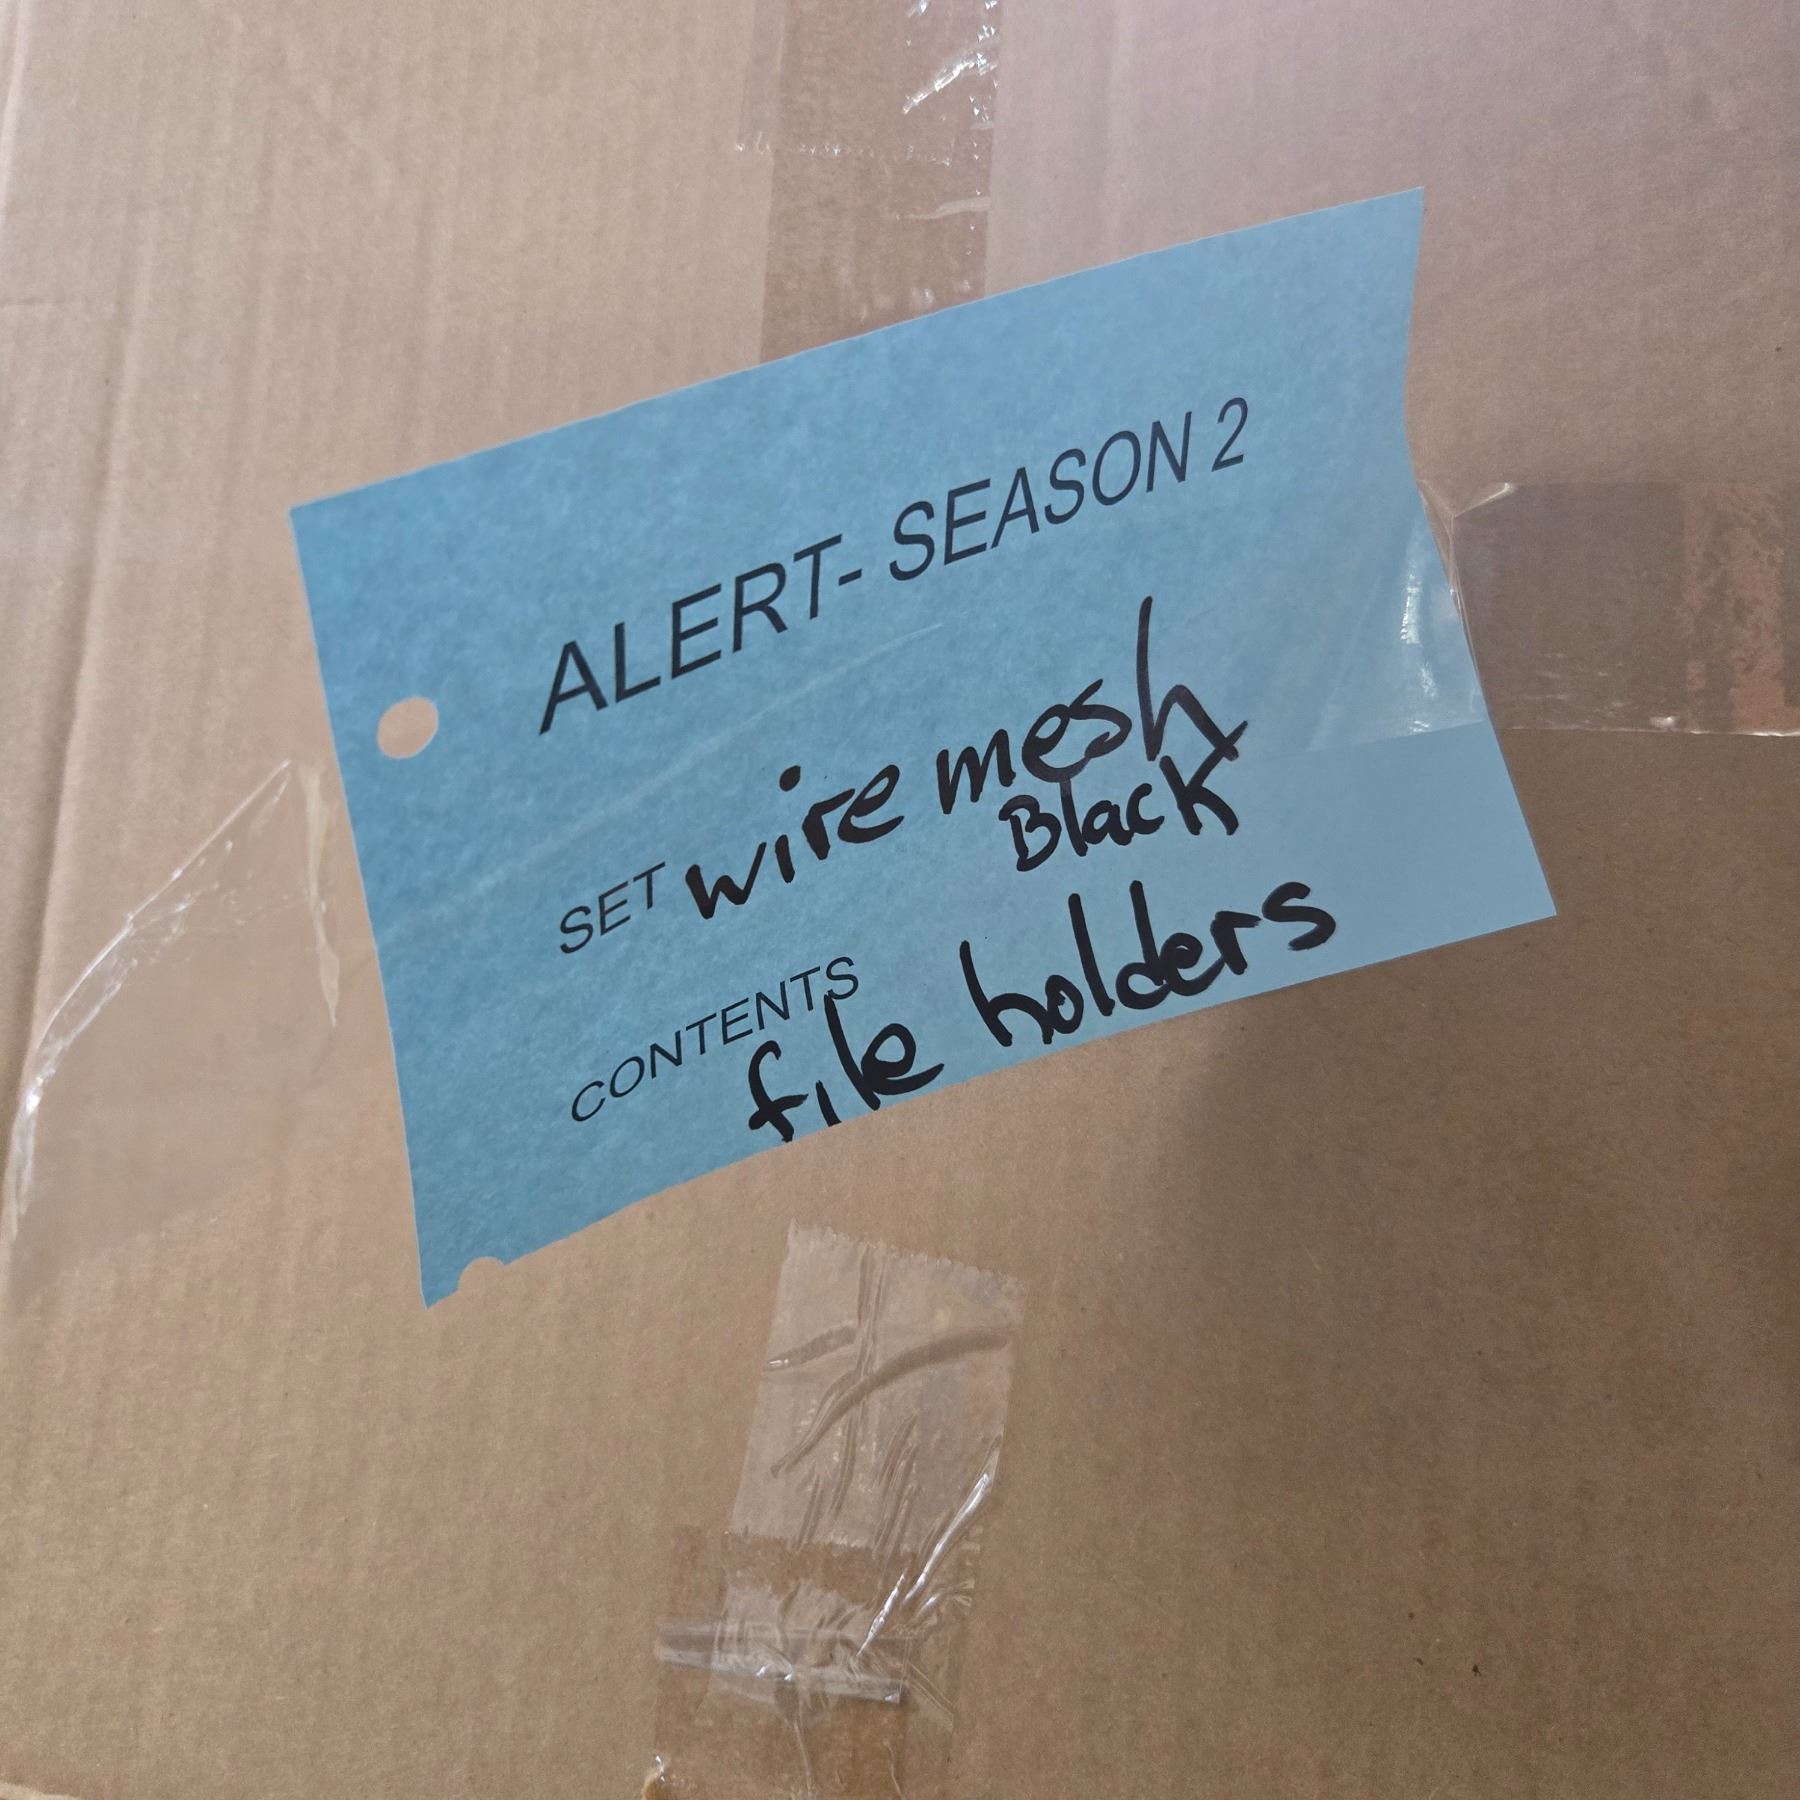 ALERT- SEASON 2
SET wire mesh
Black
CONTENTS
file holders